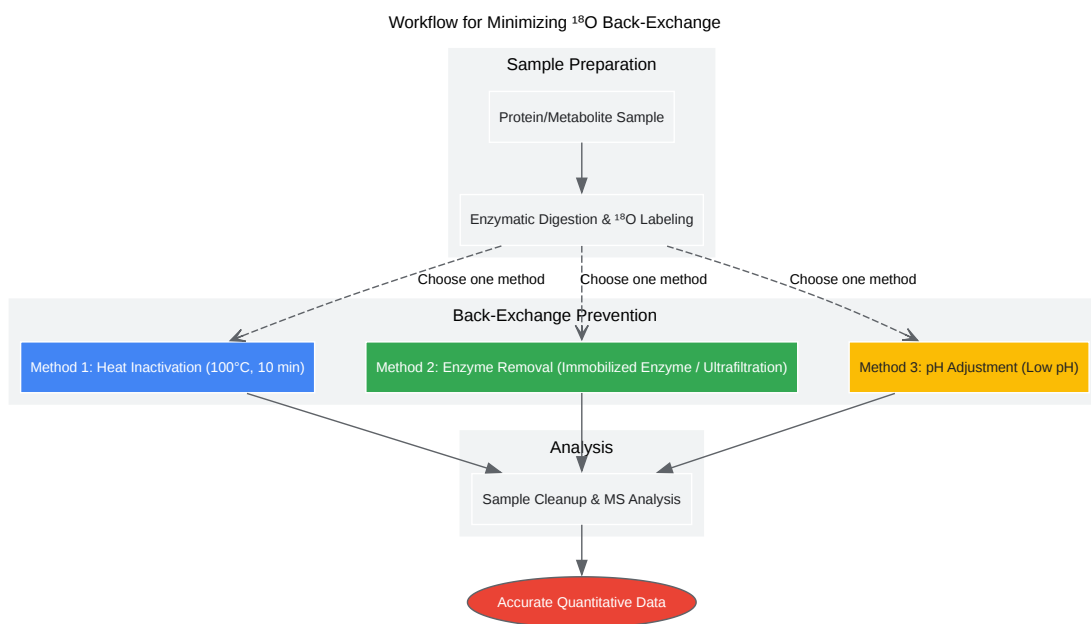 Workflow for Minimizing ¹⁸O Back-Exchange
Sample Preparation
Protein/Metabolite Sample
Enzymatic Digestion & ¹⁸O Labeling
Choose one method
Choose one method
Choose one method
Back-Exchange Prevention
Method 1: Heat Inactivation (100°C, 10 min)
Method 2: Enzyme Removal (Immobilized Enzyme / Ultrafiltration)
Method 3: pH Adjustment (Low pH)
Analysis
Sample Cleanup & MS Analysis
Accurate Quantitative Data